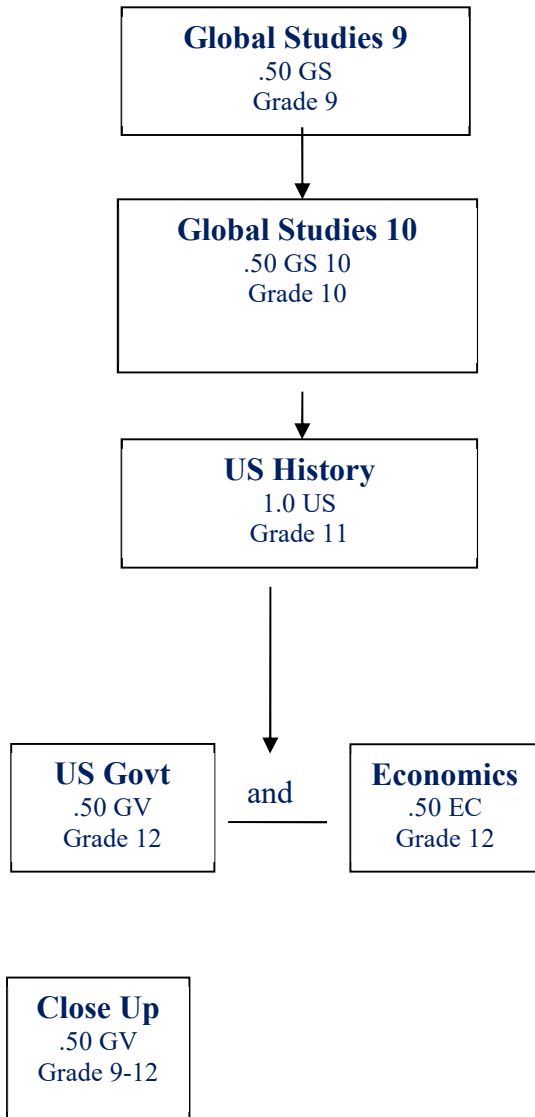 Global Studies 9
.50 GS
Grade 9
Global Studies 10
.50 GS 10
Grade 10
US History
1.0 US
Grade 11
US Govt
.50 GV
Grade 12
and
Economics
.50 EC
Grade 12
Close Up
.50 GV
Grade 9-12